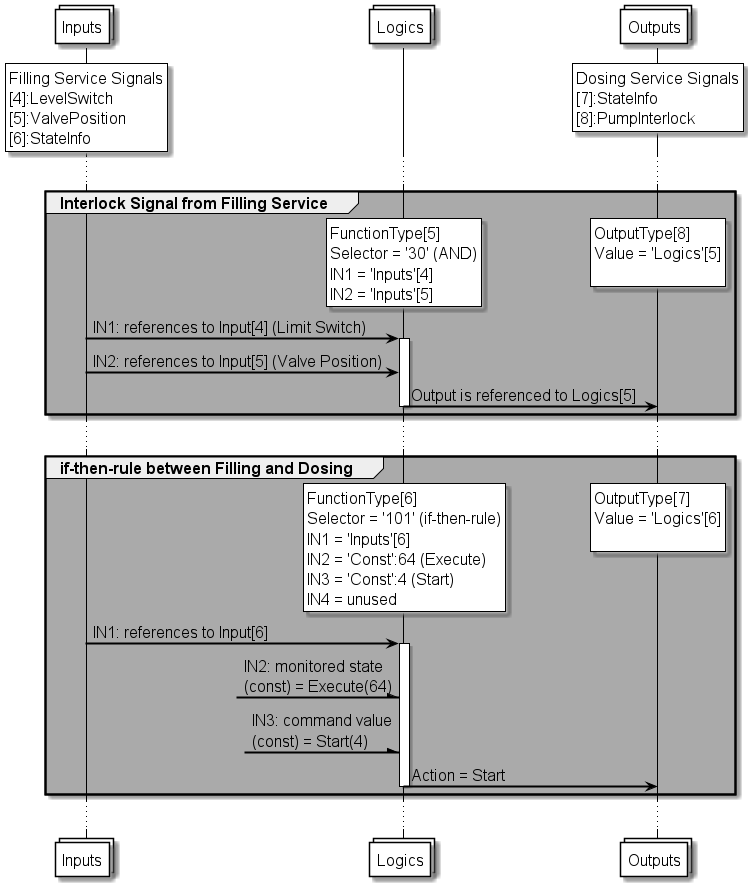 Inputs
Logics
Outputs
Filling Service Signals
[4]:LevelSwitch
[5]:ValvePosition
[6]:StateInfo
Dosing Service Signals
[7]:StateInfo
[8]:PumpInterlock
Interlock Signal from Filling Service
FunctionType[5]
Selector = '30' (AND)
IN1 = 'Inputs'[4]
IN2 = 'Inputs'[5]
OutputType[8]
Value = 'Logics'[5]
IN1: references to Input[4] (Limit Switch)
IN2: references to Input[5] (Valve Position)
Output is referenced to Logics[5]
if-then-rule between Filling and Dosing
FunctionType[6]
Selector = '101' (if-then-rule)
IN1 = 'Inputs'[6]
IN2 = 'Const':64 (Execute)
IN3 = 'Const':4 (Start)
IN4 = unused
OutputType[7]
Value = 'Logics'[6]
IN1: references to Input[6]
IN2: monitored state
(const) = Execute(64)
IN3: command value
(const) = Start(4)
Action = Start
Inputs
Logics
Outputs